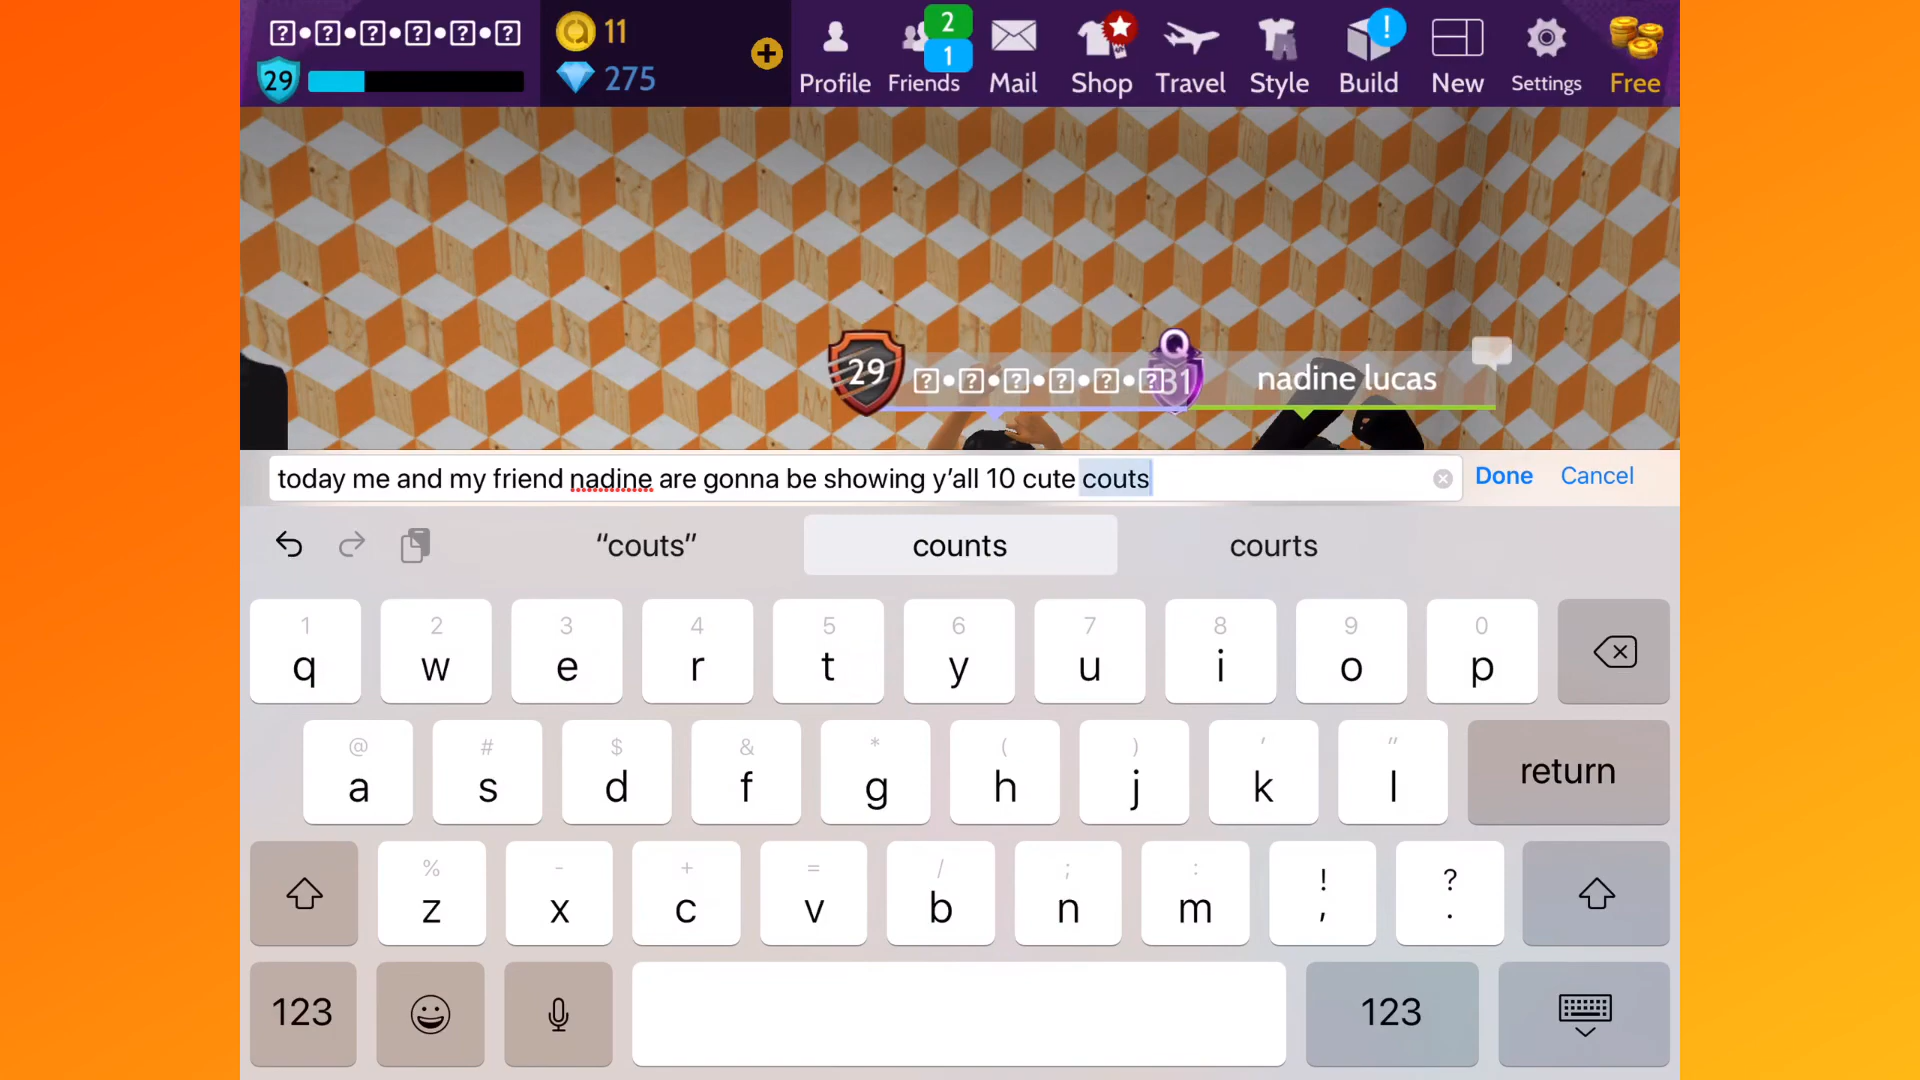 29
11
275
2
1
Profile
Friends
Mail
Shop
Travel
Style
!
Build
New
Settings
Free
29
Q
31
nadine lucas
today me and my friend nadine are gonna be showing y’all 10 cute couts
Done
Cancel
“couts”
counts
courts
1 2 3 4 5 6 7 8 9 0
q w e r t y u i o p
@ # $ & * ( ) ’ ”
a s d f g h j k l
return
% - + = / ; : ! ?
z x c v b n m , .
123
123